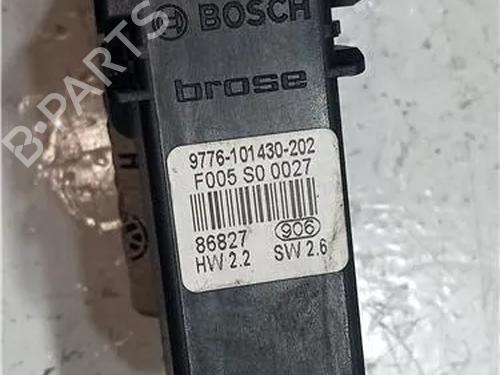 BOSCH
brose
9776-101430-202
F005 S0 0027
86827 906
HW 2.2 SW 2.6
B-PARTS